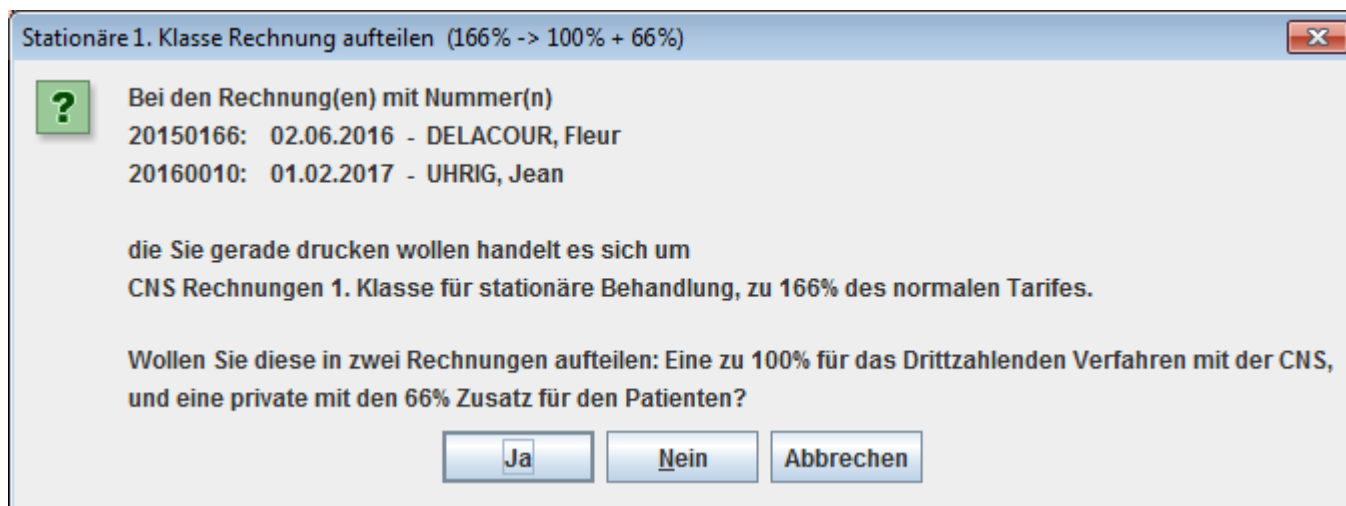 Stationäre 1. Klasse Rechnung aufteilen (166% -> 100% + 66%)
Bei den Rechnung(en) mit Nummer(n)
20150166: 02.06.2016 - DELACOUR, Fleur
20160010: 01.02.2017 - UHRIG, Jean
die Sie gerade drucken wollen handelt es sich um
CNS Rechnungen 1. Klasse für stationäre Behandlung, zu 166% des normalen Tarifes.
Wollen Sie diese in zwei Rechnungen aufteilen: Eine zu 100% für das Drittzahlenden Verfahren mit der CNS,
und eine private mit den 66% Zusatz für den Patienten?
Ja Nein Abbrechen